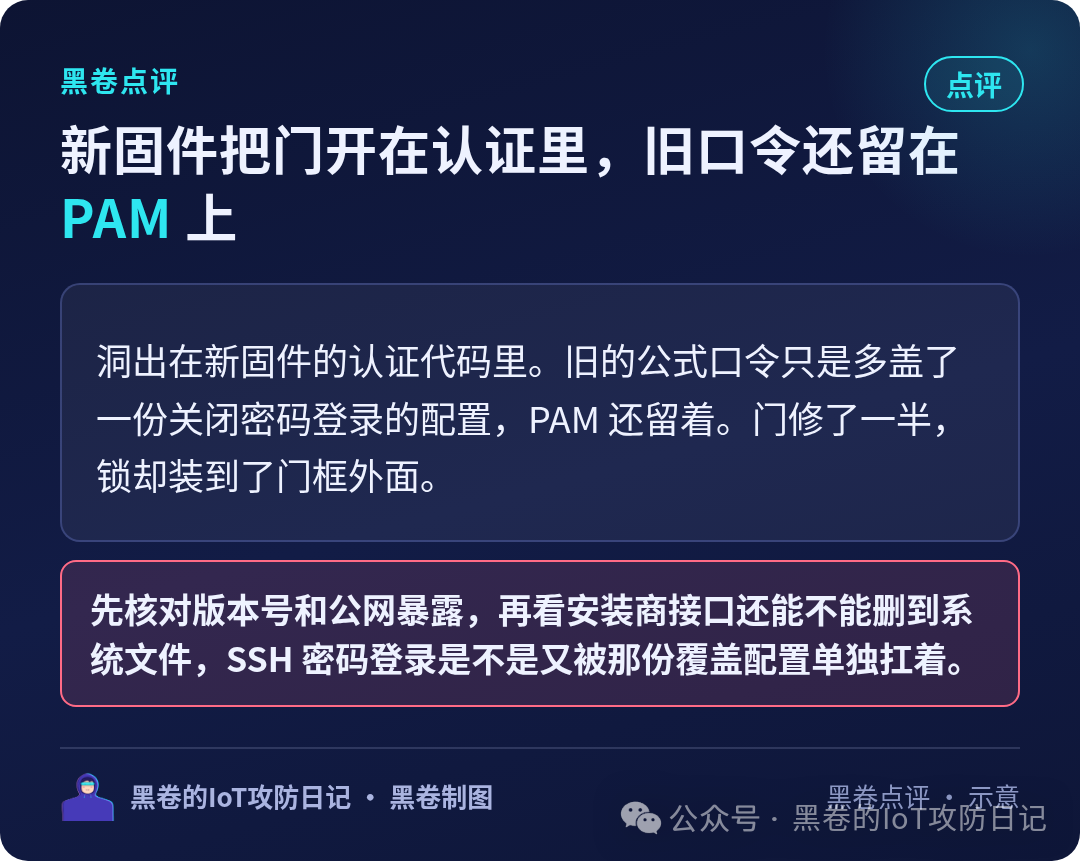 黑卷点评
点评
新固件把门开在认证里，旧口令还留在
PAM 上
洞出在新固件的认证代码里。旧的公式口令只是多盖了
一份关闭密码登录的配置，PAM 还留着。门修了一半，
锁却装到了门框外面。
先核对版本号和公网暴露，再看安装商接口还能不能删到系
统文件，SSH 密码登录是不是又被那份覆盖配置单独扛着。
黑卷的IoT攻防日记 · 黑卷制图
黑卷点评 · 示意
公众号 · 黑卷的IoT攻防日记